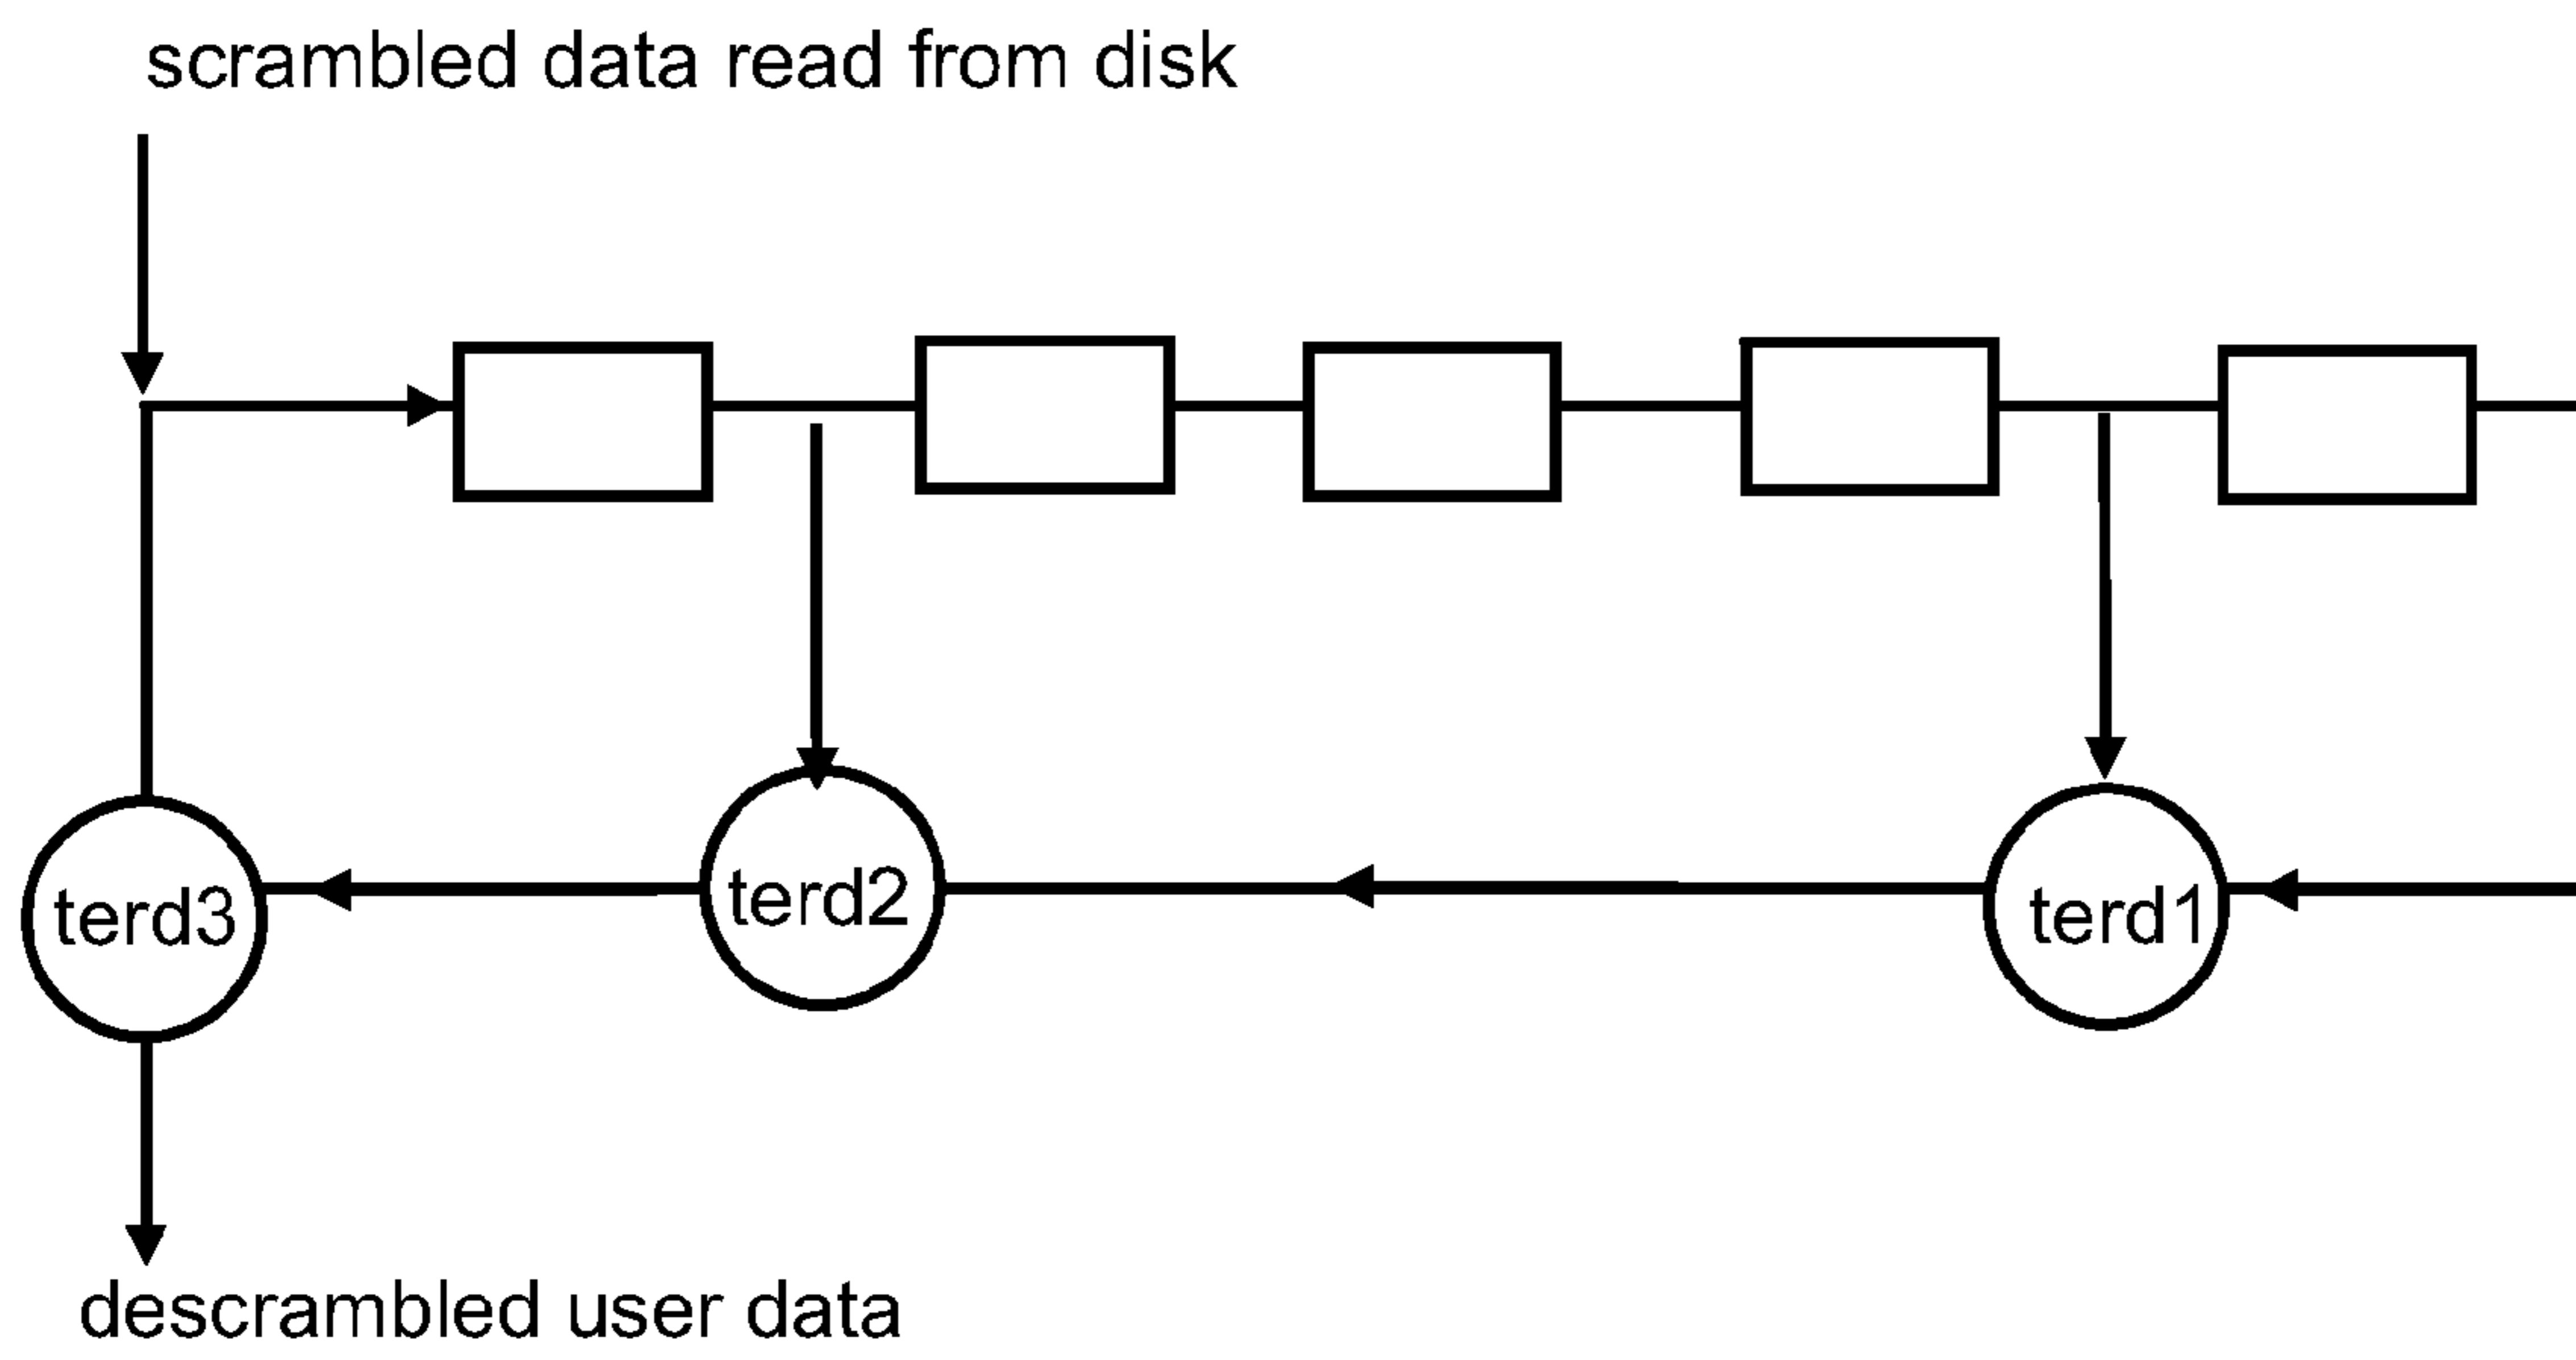 scrambled data read from disk
terd3
terd2
terd1
descrambled user data